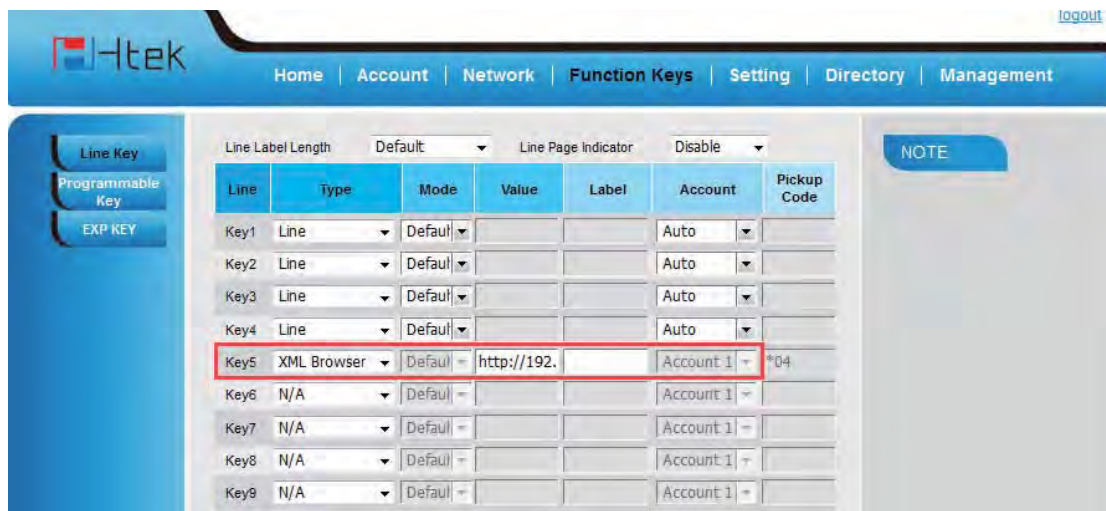 logout
Htek
Home | Account | Network | Function Keys | Setting | Directory | Management
Line Key
Programmable Key
EXP KEY
Line Label Length Default Line Page Indicator Disable
NOTE
Line Type Mode Value Label Account Pickup Code
Key1 Line Defaul Auto
Key2 Line Defaul Auto
Key3 Line Defaul Auto
Key4 Line Defaul Auto
Key5 XML Browser Defaul http://192. Account 1 *04
Key6 N/A Defaul Account 1
Key7 N/A Defaul Account 1
Key8 N/A Defaul Account 1
Key9 N/A Defaul Account 1